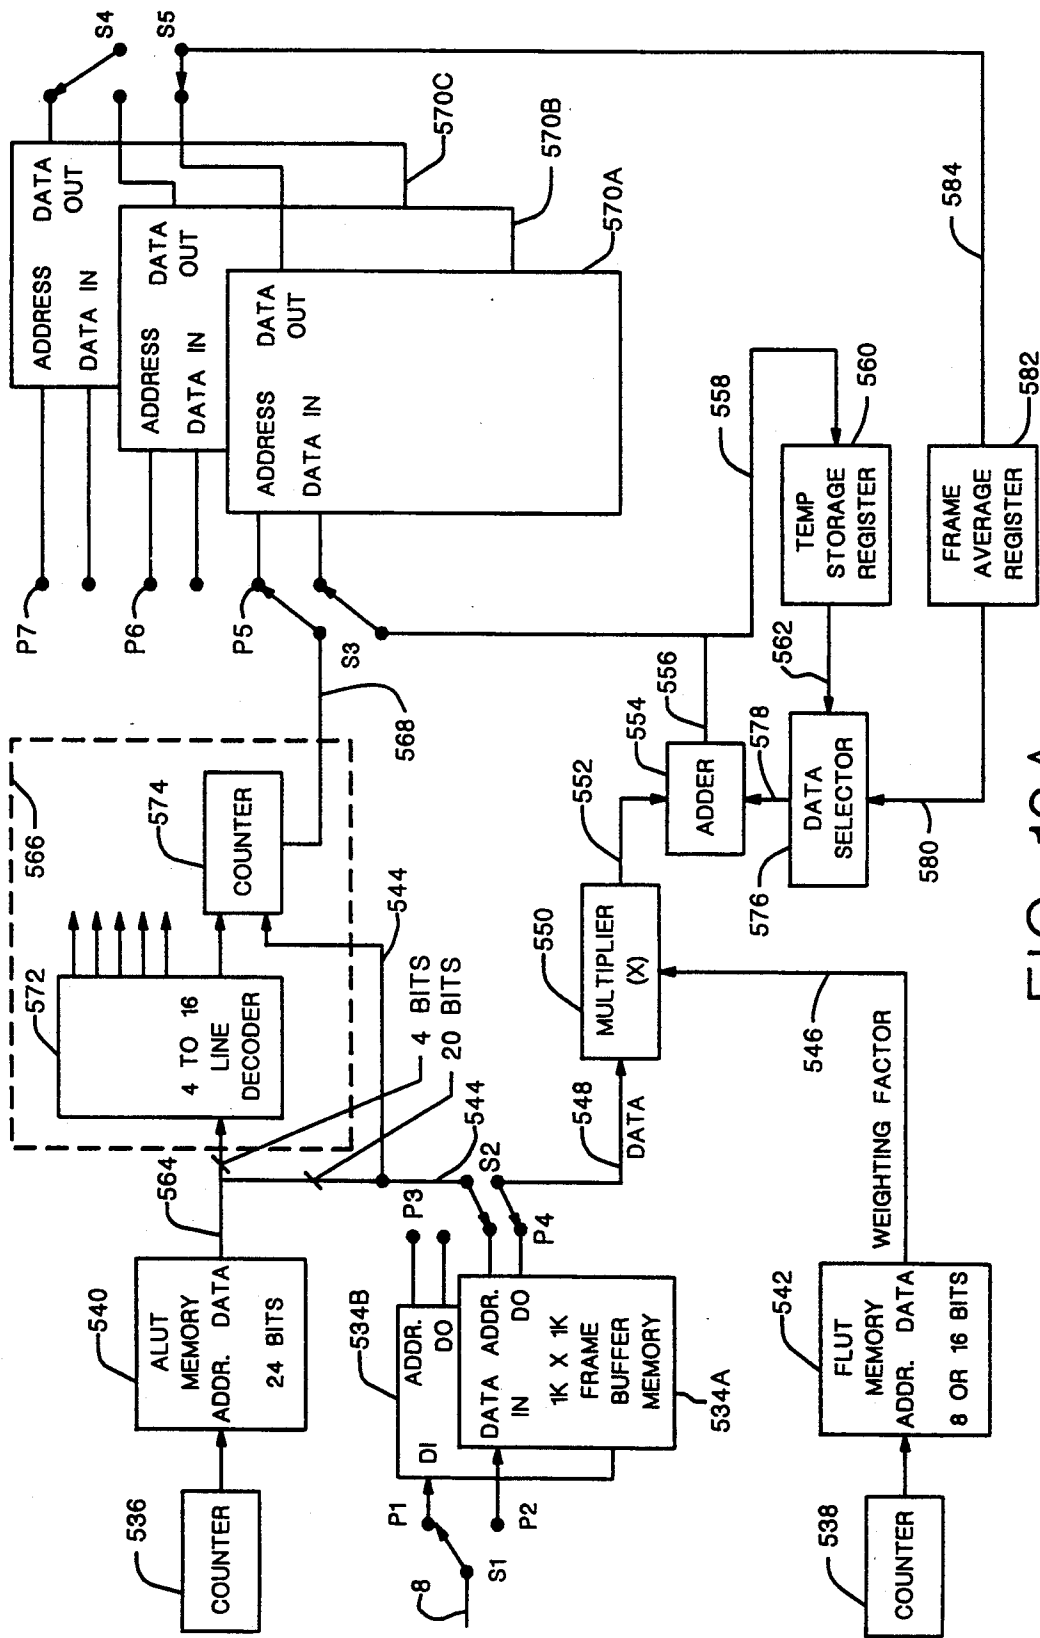 536
COUNTER
540
ALUT
MEMORY
ADDR. DATA
24 BITS
564
572
4 TO 16
LINE
DECODER
566
574
COUNTER
568
544
4 BITS
20 BITS
544
8
S1
P1
P2
534B
DI
ADDR.
DO
P3
DATA ADDR.
IN DO
1K X 1K
FRAME
BUFFER
MEMORY
534A
S2
P4
548
DATA
550
MULTIPLIER
(X)
552
554
ADDER
556
558
538
COUNTER
542
FLUT
MEMORY
ADDR. DATA
8 OR 16 BITS
WEIGHTING FACTOR
546
576
DATA
SELECTOR
578
580
562
TEMP
STORAGE
REGISTER
560
FRAME
AVERAGE
REGISTER
582
584
P7
P6
P5
S3
ADDRESS DATA
OUT
DATA IN
ADDRESS DATA
OUT
DATA IN
ADDRESS DATA
OUT
DATA IN
570C
570B
570A
S4
S5